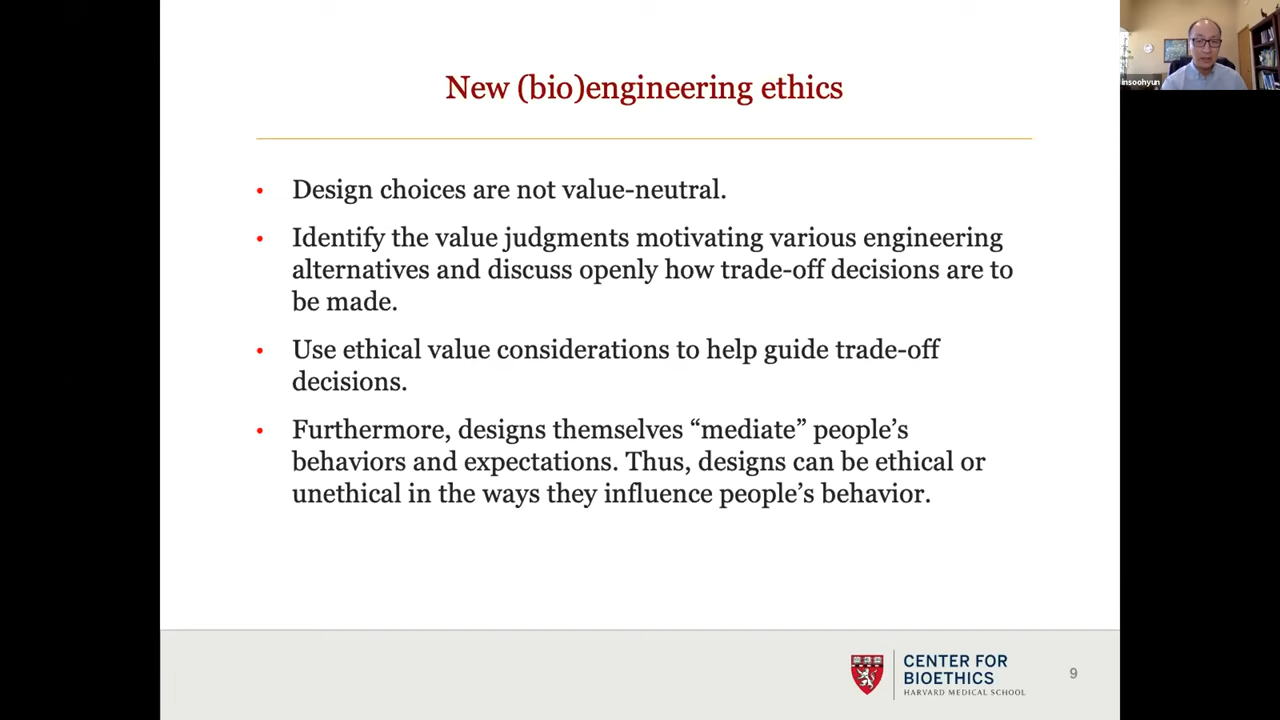 New (bio)engineering ethics
insoohyun
• Design choices are not value-neutral.
• Identify the value judgments motivating various engineering
alternatives and discuss openly how trade-off decisions are to
be made.
• Use ethical value considerations to help guide trade-off
decisions.
• Furthermore, designs themselves “mediate” people’s
behaviors and expectations. Thus, designs can be ethical or
unethical in the ways they influence people’s behavior.
CENTER FOR
BIOETHICS
HARVARD MEDICAL SCHOOL
9